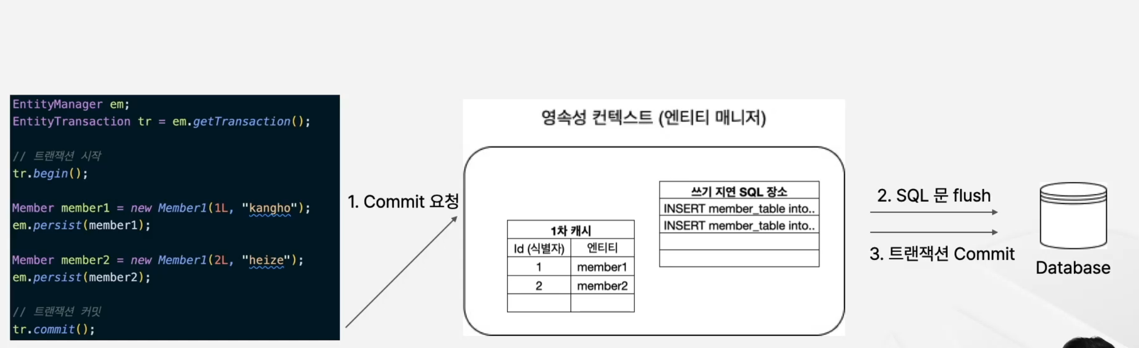 EntityManager em;
EntityTransaction tr = em.getTransaction();
// 트랜잭션 시작
tr.begin();
Member member1 = new Member1(1L, "kangho");
em.persist(member1);
Member member2 = new Member1(2L, "heize");
em.persist(member2);
// 트랜잭션 커밋
tr.commit();
1. Commit 요청
영속성 컨텍스트 (엔티티 매니저)
1차 캐시
Id (식별자) 엔티티
1 member1
2 member2
쓰기 지연 SQL 장소
INSERT member_table into..
INSERT member_table into..
2. SQL 문 flush
3. 트랜잭션 Commit
Database